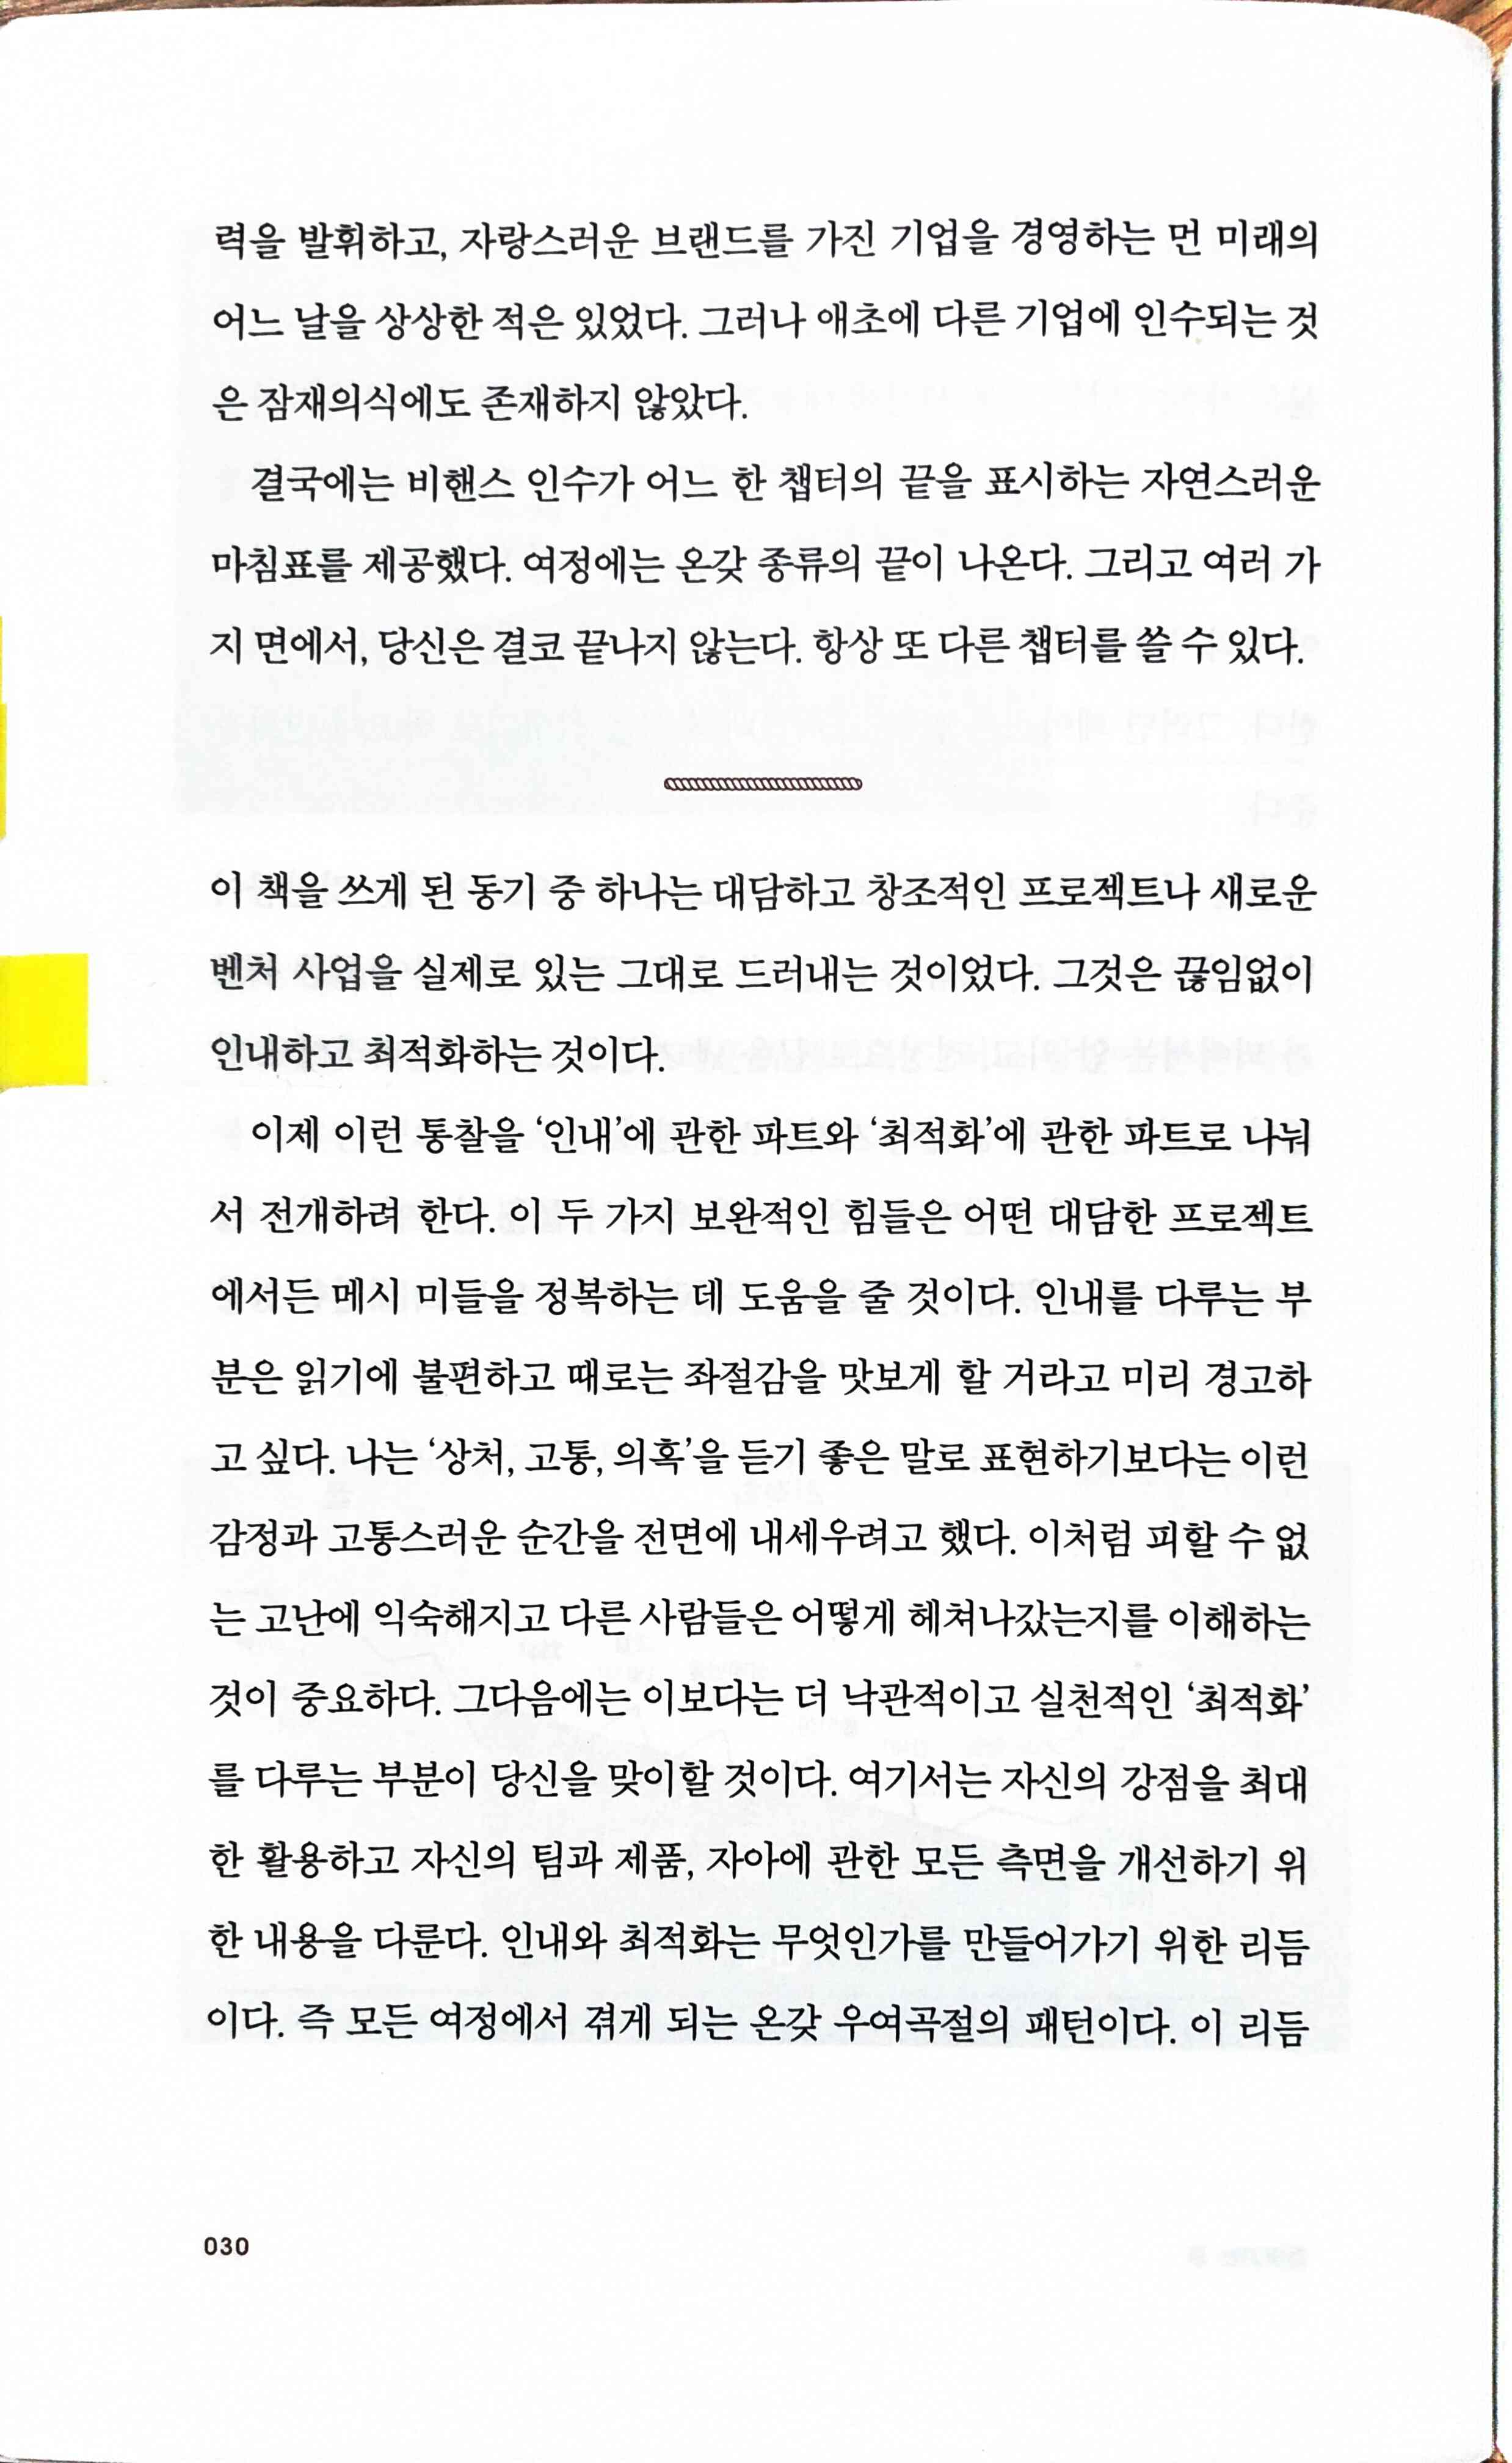 력을 발휘하고, 자랑스러운 브랜드를 가진 기업을 경영하는 먼 미래의
어느 날을 상상한 적은 있었다. 그러나 애초에 다른 기업에 인수되는 것
은 잠재의식에도 존재하지 않았다.
결국에는 비핸스 인수가 어느 한 챕터의 끝을 표시하는 자연스러운
마침표를 제공했다. 여정에는 온갖 종류의 끝이 나온다. 그리고 여러 가
지 면에서, 당신은 결코 끝나지 않는다. 항상 또 다른 챕터를 쓸 수 있다.
이 책을 쓰게 된 동기 중 하나는 대담하고 창조적인 프로젝트나 새로운
벤처 사업을 실제로 있는 그대로 드러내는 것이었다. 그것은 끊임없이
인내하고 최적화하는 것이다.
이제 이런 통찰을 ‘인내’에 관한 파트와 ‘최적화’에 관한 파트로 나눠
서 전개하려 한다. 이 두 가지 보완적인 힘들은 어떤 대담한 프로젝트
에서든 메시 미들을 정복하는 데 도움을 줄 것이다. 인내를 다루는 부
분은 읽기에 불편하고 때로는 좌절감을 맛보게 할 거라고 미리 경고하
고 싶다. 나는 ‘상처, 고통, 의혹’을 듣기 좋은 말로 표현하기보다는 이런
감정과 고통스러운 순간을 전면에 내세우려고 했다. 이처럼 피할 수 없
는 고난에 익숙해지고 다른 사람들은 어떻게 헤쳐나갔는지를 이해하는
것이 중요하다. 그다음에는 이보다는 더 낙관적이고 실천적인 ‘최적화’
를 다루는 부분이 당신을 맞이할 것이다. 여기서는 자신의 강점을 최대
한 활용하고 자신의 팀과 제품, 자아에 관한 모든 측면을 개선하기 위
한 내용을 다룬다. 인내와 최적화는 무엇인가를 만들어가기 위한 리듬
이다. 즉 모든 여정에서 겪게 되는 온갖 우여곡절의 패턴이다. 이 리듬
030